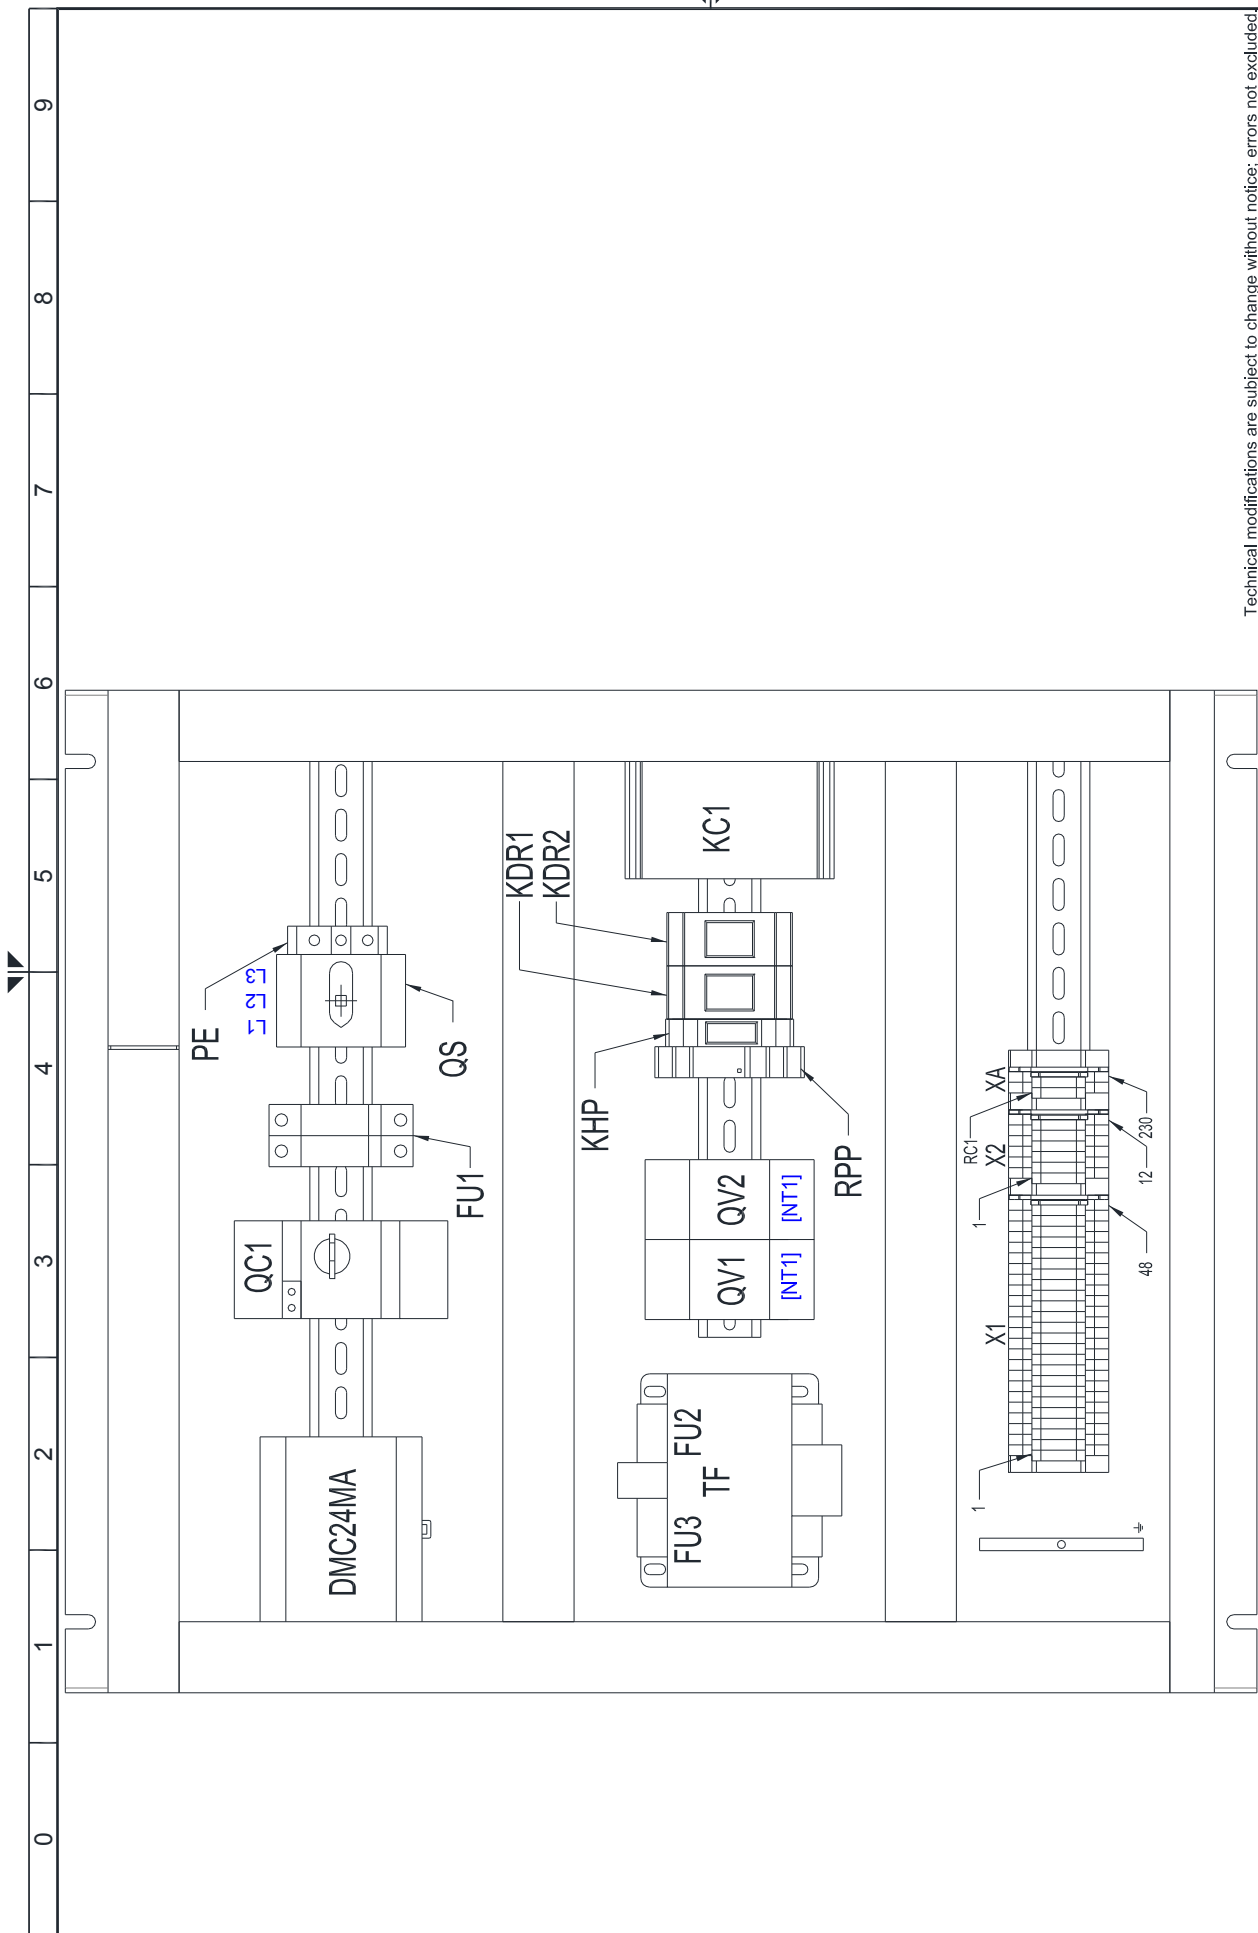 0 1 2 3 4 5 6 7 8 9
DMC24MA
QC1
FU1
QS
PE
L1 L2 L3
FU3
FU2
TF
QV1
QV2
[NT1]
[NT1]
KHP
RPP
KDR1
KDR2
KC1
1
X1
48
1
X2
12
RC1
XA
230
Technical modifications are subject to change without notice; errors not excluded.